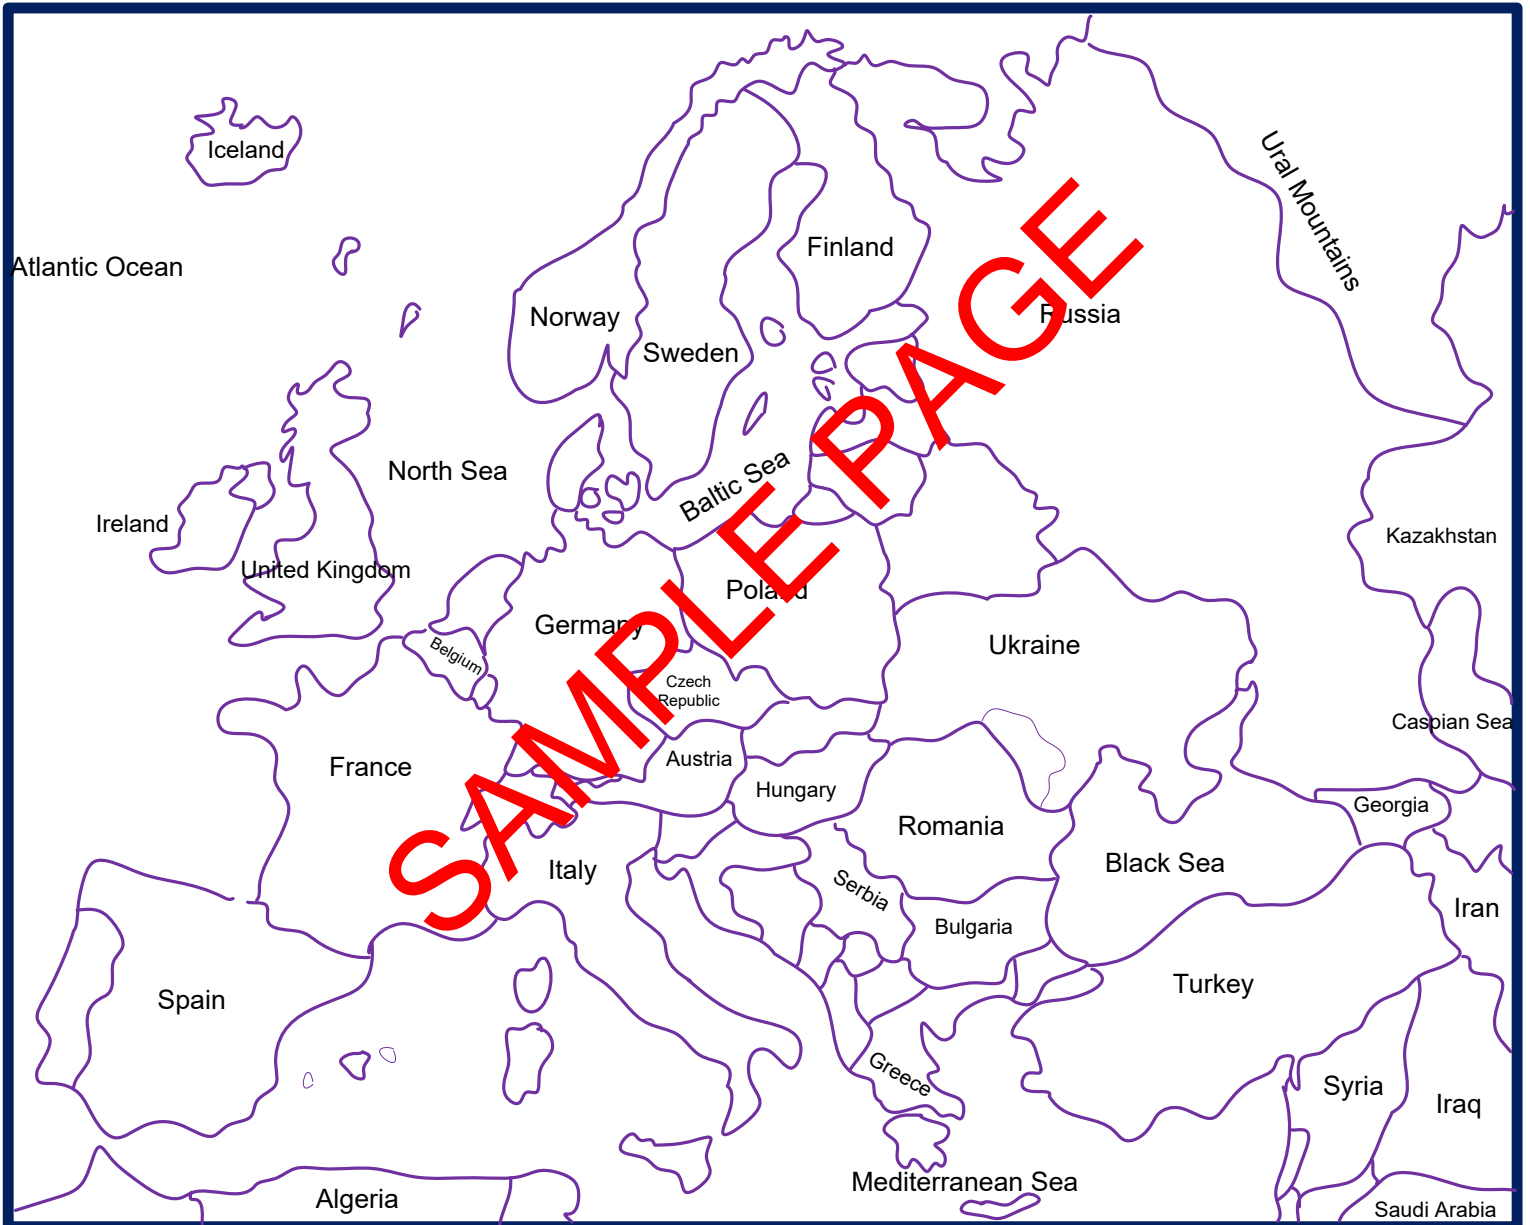 Iceland
Ural Mountains
Atlantic Ocean
Finland
Norway
Russia
Sweden
North Sea
Baltic Sea
Ireland
Kazakhstan
United Kingdom
Poland
Germany
Ukraine
Belgium
Czech
Republic
Caspian Sea
France
Austria
Hungary
Georgia
Romania
Black Sea
Italy
Serbia
Iran
Bulgaria
Spain
Turkey
Greece
Syria
Iraq
Mediterranean Sea
Algeria
Saudi Arabia
SAMPLE PAGE